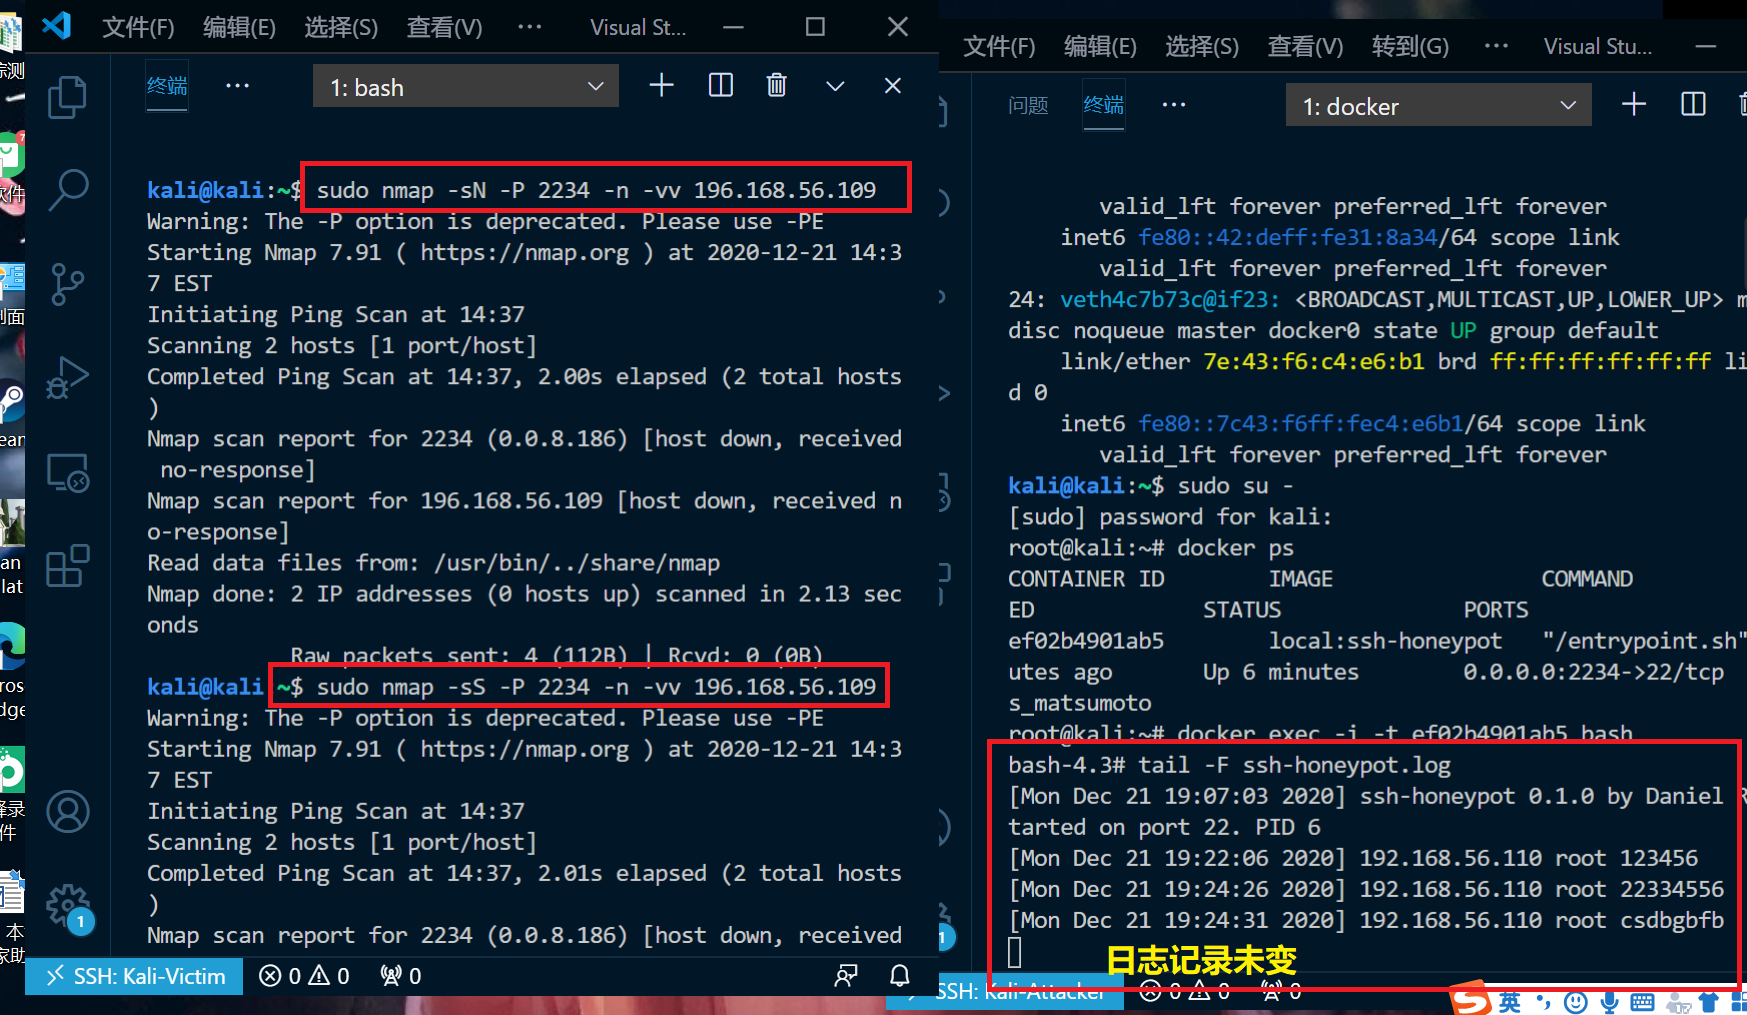 文件(F) 编辑(E) 选择(S) 查看(V) ··· Visual St...
终端 ··· 1: bash
kali@kali:~$ sudo nmap -sN -P 2234 -n -vv 196.168.56.109
Warning: The -P option is deprecated. Please use -PE
Starting Nmap 7.91 ( https://nmap.org ) at 2020-12-21 14:3
7 EST
Initiating Ping Scan at 14:37
Scanning 2 hosts [1 port/host]
Completed Ping Scan at 14:37, 2.00s elapsed (2 total hosts
)
Nmap scan report for 2234 (0.0.8.186) [host down, received
no-response]
Nmap scan report for 196.168.56.109 [host down, received n
o-response]
Read data files from: /usr/bin/../share/nmap
Nmap done: 2 IP addresses (0 hosts up) scanned in 2.13 sec
onds
Raw packets sent: 4 (112B) | Rcvd: 0 (0B)
kali@kali ~$ sudo nmap -sS -P 2234 -n -vv 196.168.56.109
Warning: The -P option is deprecated. Please use -PE
Starting Nmap 7.91 ( https://nmap.org ) at 2020-12-21 14:3
7 EST
Initiating Ping Scan at 14:37
Scanning 2 hosts [1 port/host]
Completed Ping Scan at 14:37, 2.01s elapsed (2 total hosts
)
Nmap scan report for 2234 (0.0.8.186) [host down, received
1
SSH: Kali-Victim 0 0 0
文件(F) 编辑(E) 选择(S) 查看(V) 转到(G) ··· Visual Stu...
问题 终端 ··· 1: docker
valid_lft forever preferred_lft forever
inet6 fe80::42:deff:fe31:8a34/64 scope link
valid_lft forever preferred_lft forever
24: veth4c7b73c@if23: <BROADCAST,MULTICAST,UP,LOWER_UP> m
disc noqueue master docker0 state UP group default
link/ether 7e:43:f6:c4:e6:b1 brd ff:ff:ff:ff:ff:ff li
d 0
inet6 fe80::7c43:f6ff:fec4:e6b1/64 scope link
valid_lft forever preferred_lft forever
kali@kali:~$ sudo su -
[sudo] password for kali:
root@kali:~# docker ps
CONTAINER ID IMAGE COMMAND
ED STATUS PORTS
ef02b4901ab5 local:ssh-honeypot "/entrypoint.sh"
utes ago Up 6 minutes 0.0.0.0:2234->22/tcp
s_matsumoto
root@kali:~# docker exec -i -t ef02b4901ab5 bash
bash-4.3# tail -F ssh-honeypot.log
[Mon Dec 21 19:07:03 2020] ssh-honeypot 0.1.0 by Daniel R
tarted on port 22. PID 6
[Mon Dec 21 19:22:06 2020] 192.168.56.110 root 123456
[Mon Dec 21 19:24:26 2020] 192.168.56.110 root 22334556
[Mon Dec 21 19:24:31 2020] 192.168.56.110 root csdbgbfb
日志记录未变
1
SSH: Kali-Attacker 0 0 0
S 英